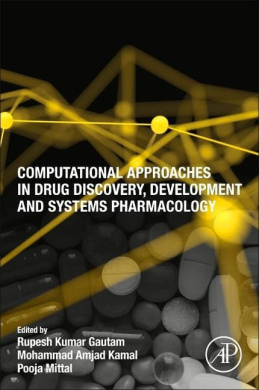 COMPUTATIONAL APPROACHES
IN DRUG DISCOVERY, DEVELOPMENT
AND SYSTEMS PHARMACOLOGY
Edited by
Rupesh Kumar Gautam
Mohammad Amjad Kamal
Pooja Mittal
AP